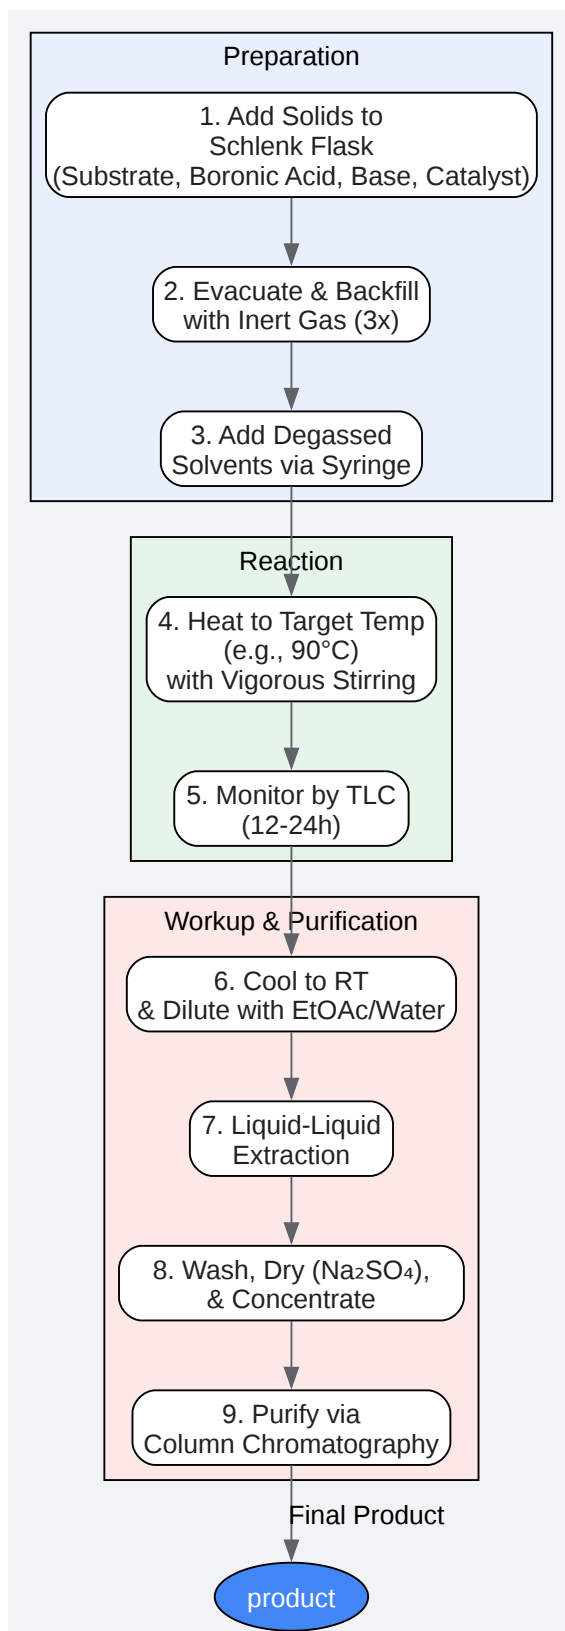 Preparation
1. Add Solids to
Schlenk Flask
(Substrate, Boronic Acid, Base, Catalyst)
2. Evacuate & Backfill
with Inert Gas (3x)
3. Add Degassed
Solvents via Syringe
Reaction
4. Heat to Target Temp
(e.g., 90°C)
with Vigorous Stirring
5. Monitor by TLC
(12-24h)
Workup & Purification
6. Cool to RT
& Dilute with EtOAc/Water
7. Liquid-Liquid
Extraction
8. Wash, Dry (Na₂SO₄),
& Concentrate
9. Purify via
Column Chromatography
Final Product
product